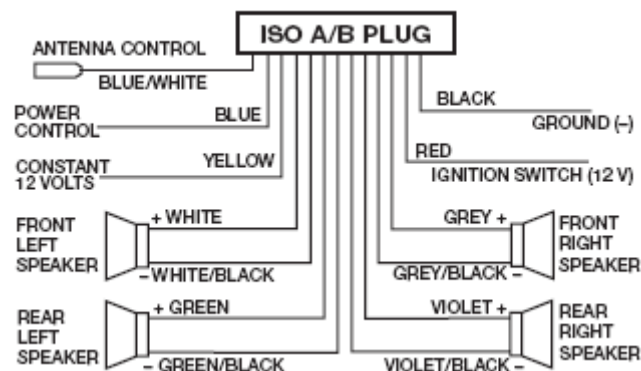 ISO A/B PLUG
ANTENNA CONTROL
BLUE/WHITE
POWER
CONTROL
BLUE
CONSTANT
12 VOLTS
YELLOW
FRONT
LEFT
SPEAKER
+ WHITE
– WHITE/BLACK
REAR
LEFT
SPEAKER
+ GREEN
– GREEN/BLACK
BLACK
GROUND (–)
RED
IGNITION SWITCH (12 V)
GREY +
GREY/BLACK –
FRONT
RIGHT
SPEAKER
VIOLET +
VIOLET/BLACK –
REAR
RIGHT
SPEAKER